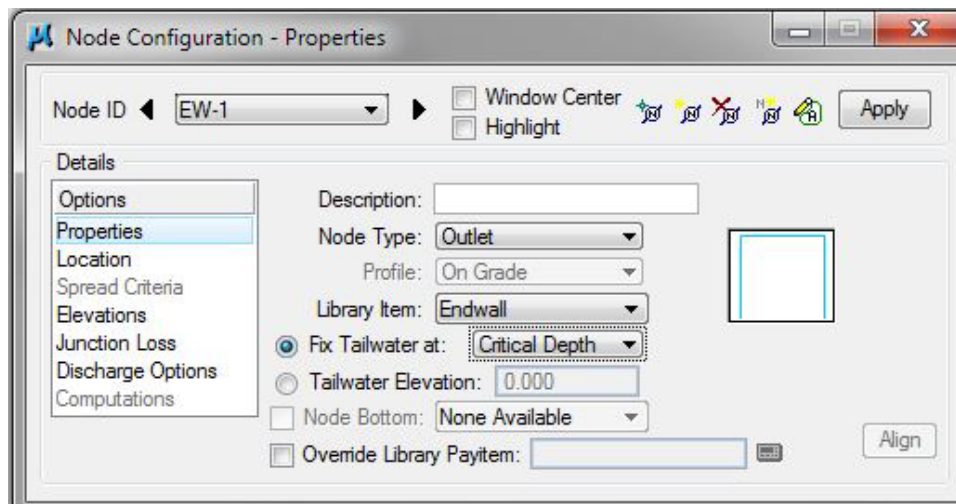 Node Configuration - Properties
Node ID EW-1 Window Center Apply
Highlight
Details
Options
Properties
Location
Spread Criteria
Elevations
Junction Loss
Discharge Options
Computations
Description:
Node Type: Outlet
Profile: On Grade
Library Item: Endwall
Fix Tailwater at: Critical Depth
Tailwater Elevation: 0.000
Node Bottom: None Available
Override Library Payitem:
Align